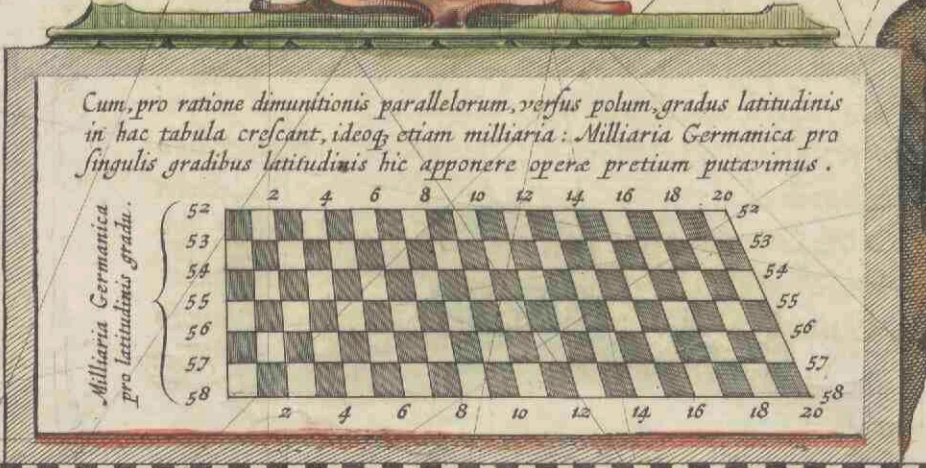 Cum, pro ratione dimunitionis parallelorum, versus polum, gradus latitudinis
in hac tabula crescant, ideoq; etiam milliaria : Milliaria Germanica pro
singulis gradibus latitudinis hic apponere operæ pretium putavimus .
2 4 6 8 10 12 14 16 18 20
Milliaria Germanica
pro latitudinis gradu.
52 52
53 53
54 54
55 55
56 56
57 57
58 58
2 4 6 8 10 12 14 16 18 20